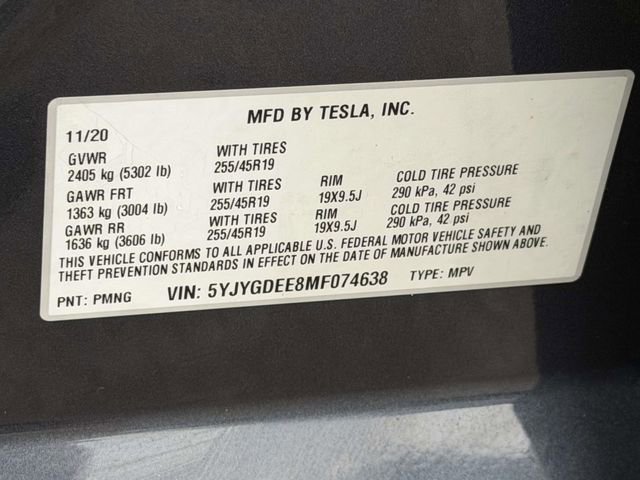 MFD BY TESLA, INC.
11/20
GVWR WITH TIRES
2405 kg (5302 lb) 255/45R19
GAWR FRT WITH TIRES RIM COLD TIRE PRESSURE
1363 kg (3004 lb) 255/45R19 19X9.5J 290 kPa, 42 psi
GAWR RR WITH TIRES RIM COLD TIRE PRESSURE
1636 kg (3606 lb) 255/45R19 19X9.5J 290 kPa, 42 psi
THIS VEHICLE CONFORMS TO ALL APPLICABLE U.S. FEDERAL MOTOR VEHICLE SAFETY AND
THEFT PREVENTION STANDARDS IN EFFECT ON THE DATE OF MANUFACTURE SHOWN ABOVE.
PNT: PMNG VIN: 5YJYGDEE8MF074638 TYPE: MPV